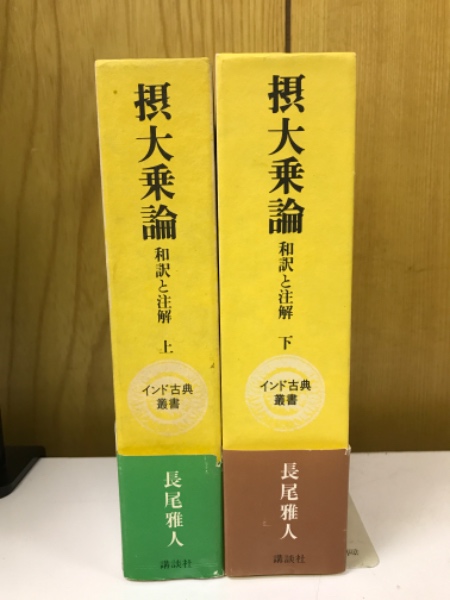 摂大乗論
和訳と注解 上
インド古典
叢書
長尾雅人
講談社
摂大乗論
和訳と注解 下
インド古典
叢書
長尾雅人
講談社